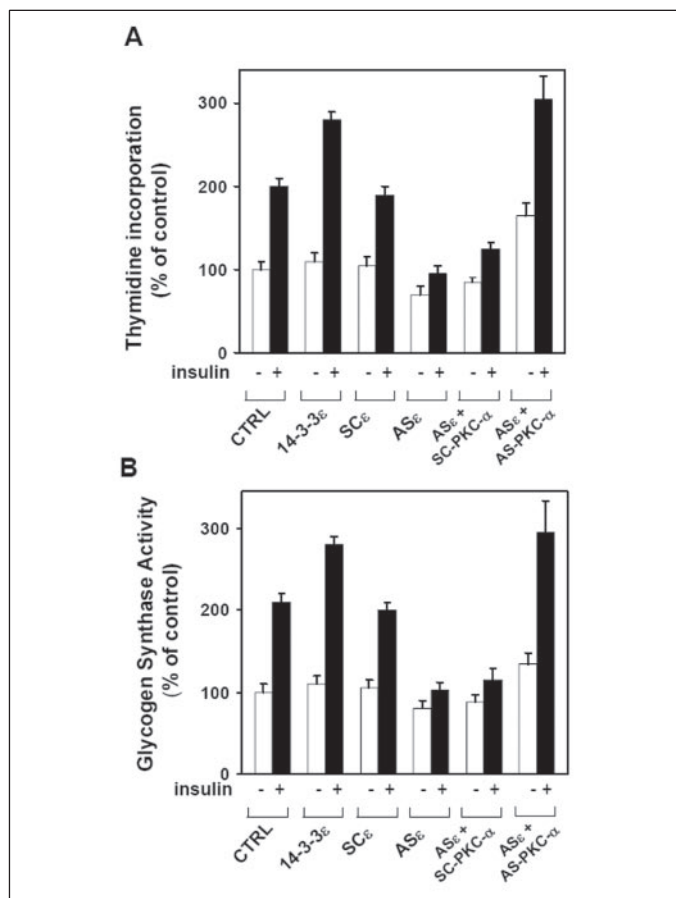 A
Thymidine incorporation
(% of control)
300
200
100
0
insulin - + - + - + - + - + - +
CTRL
14-3-3ε
SCε
ASε
ASε +
SC-PKC-α
ASε +
AS-PKC-α
B
Glycogen Synthase Activity
(% of control)
300
200
100
0
insulin - + - + - + - + - + - +
CTRL
14-3-3ε
SCε
ASε
ASε +
SC-PKC-α
ASε +
AS-PKC-α